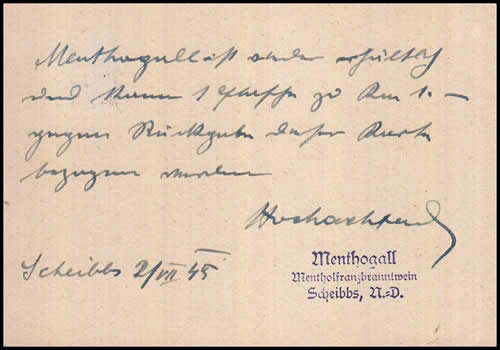 Menthogall ist wieder erhältlich
und kann 1 Flasche zu Rm 1.–
gegen Rückgabe dieser Karte
bezogen werden
Hochachtend
Scheibbs 2/VII 45
Menthogall
Mentholfranzbranntwein
Scheibbs, N.-D.